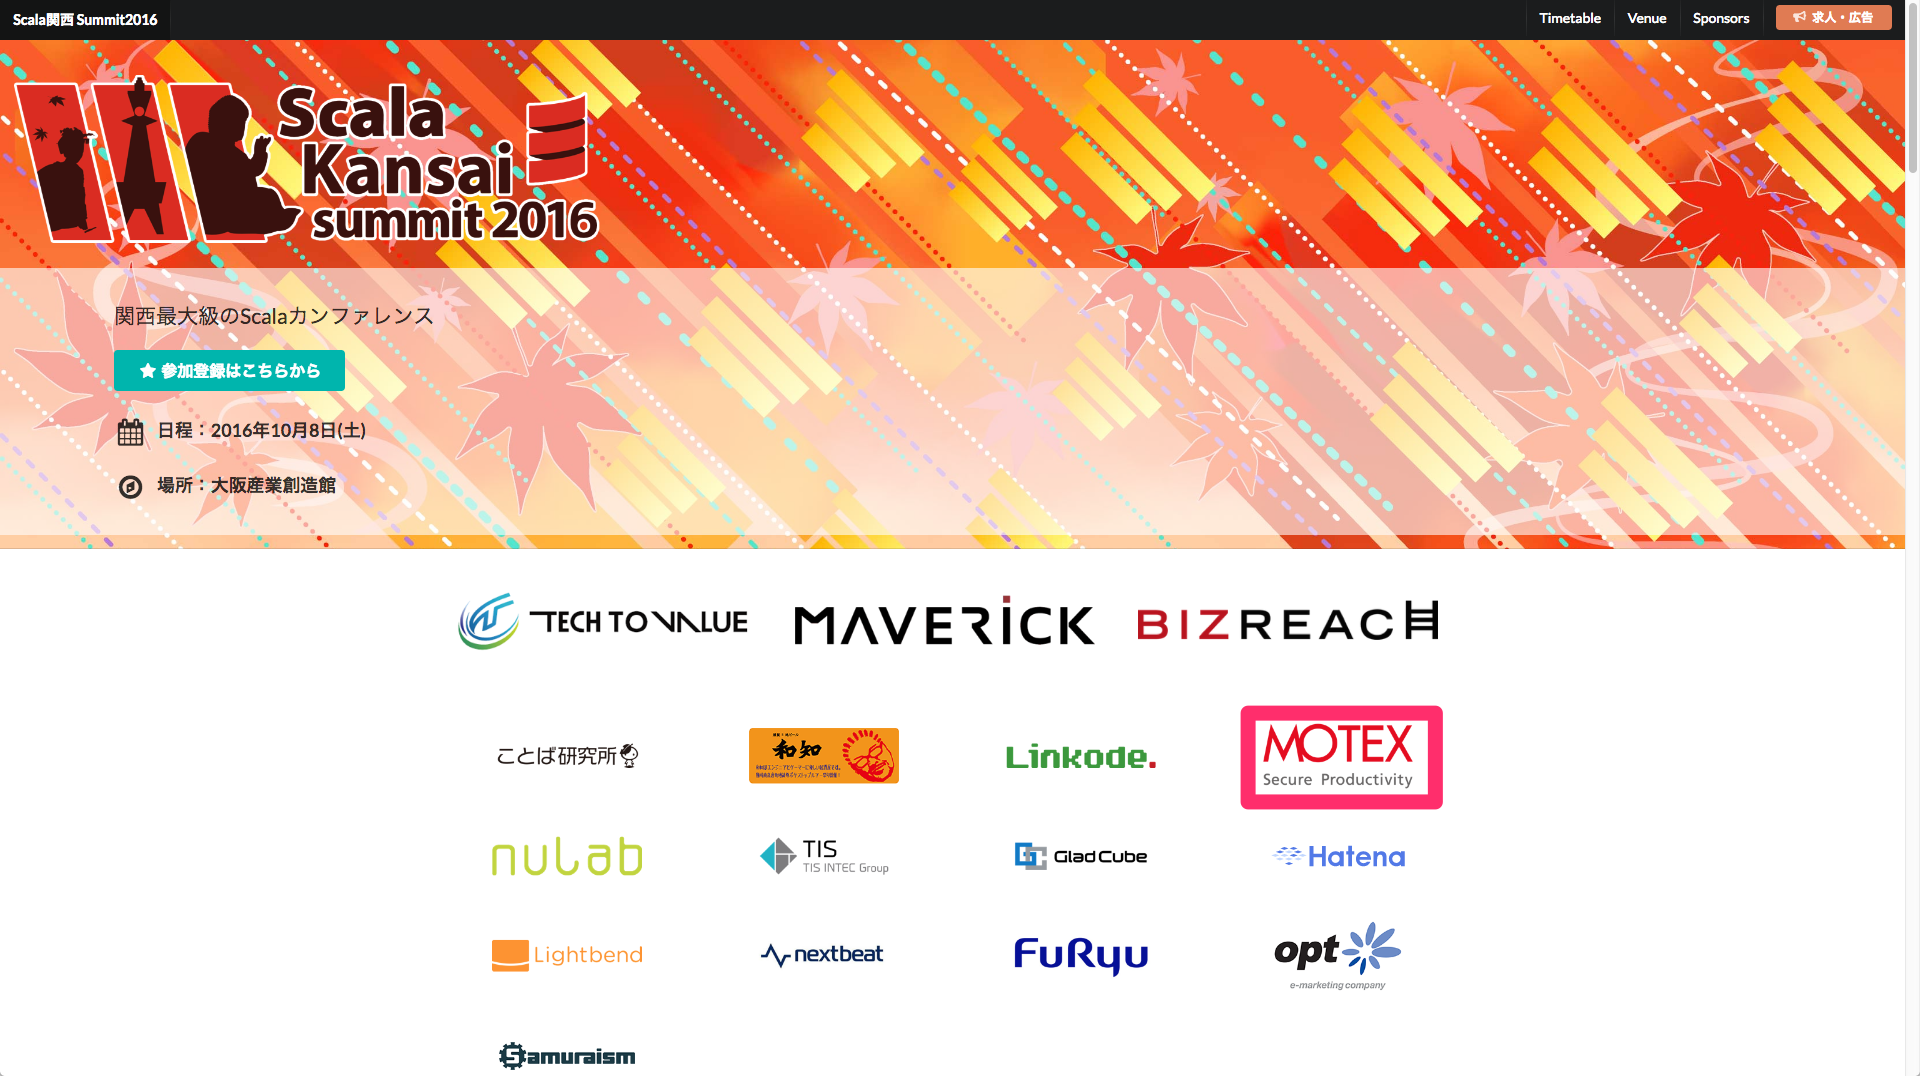 Scala関西 Summit2016
Timetable
Venue
Sponsors
求人・広告
Scala
Kansai
summit 2016
関西最大級のScalaカンファレンス
参加登録はこちらから
日程：2016年10月8日(土)
場所：大阪産業創造館
TECH TO VALUE
MAVERICK
BIZREACH
ことば研究所
和知
Linkode.
MOTEX
Secure Productivity
nulab
TIS
TIS INTEC Group
Glad Cube
Hatena
Lightbend
nextbeat
FuRyu
opt
e-marketing company
Samuraism